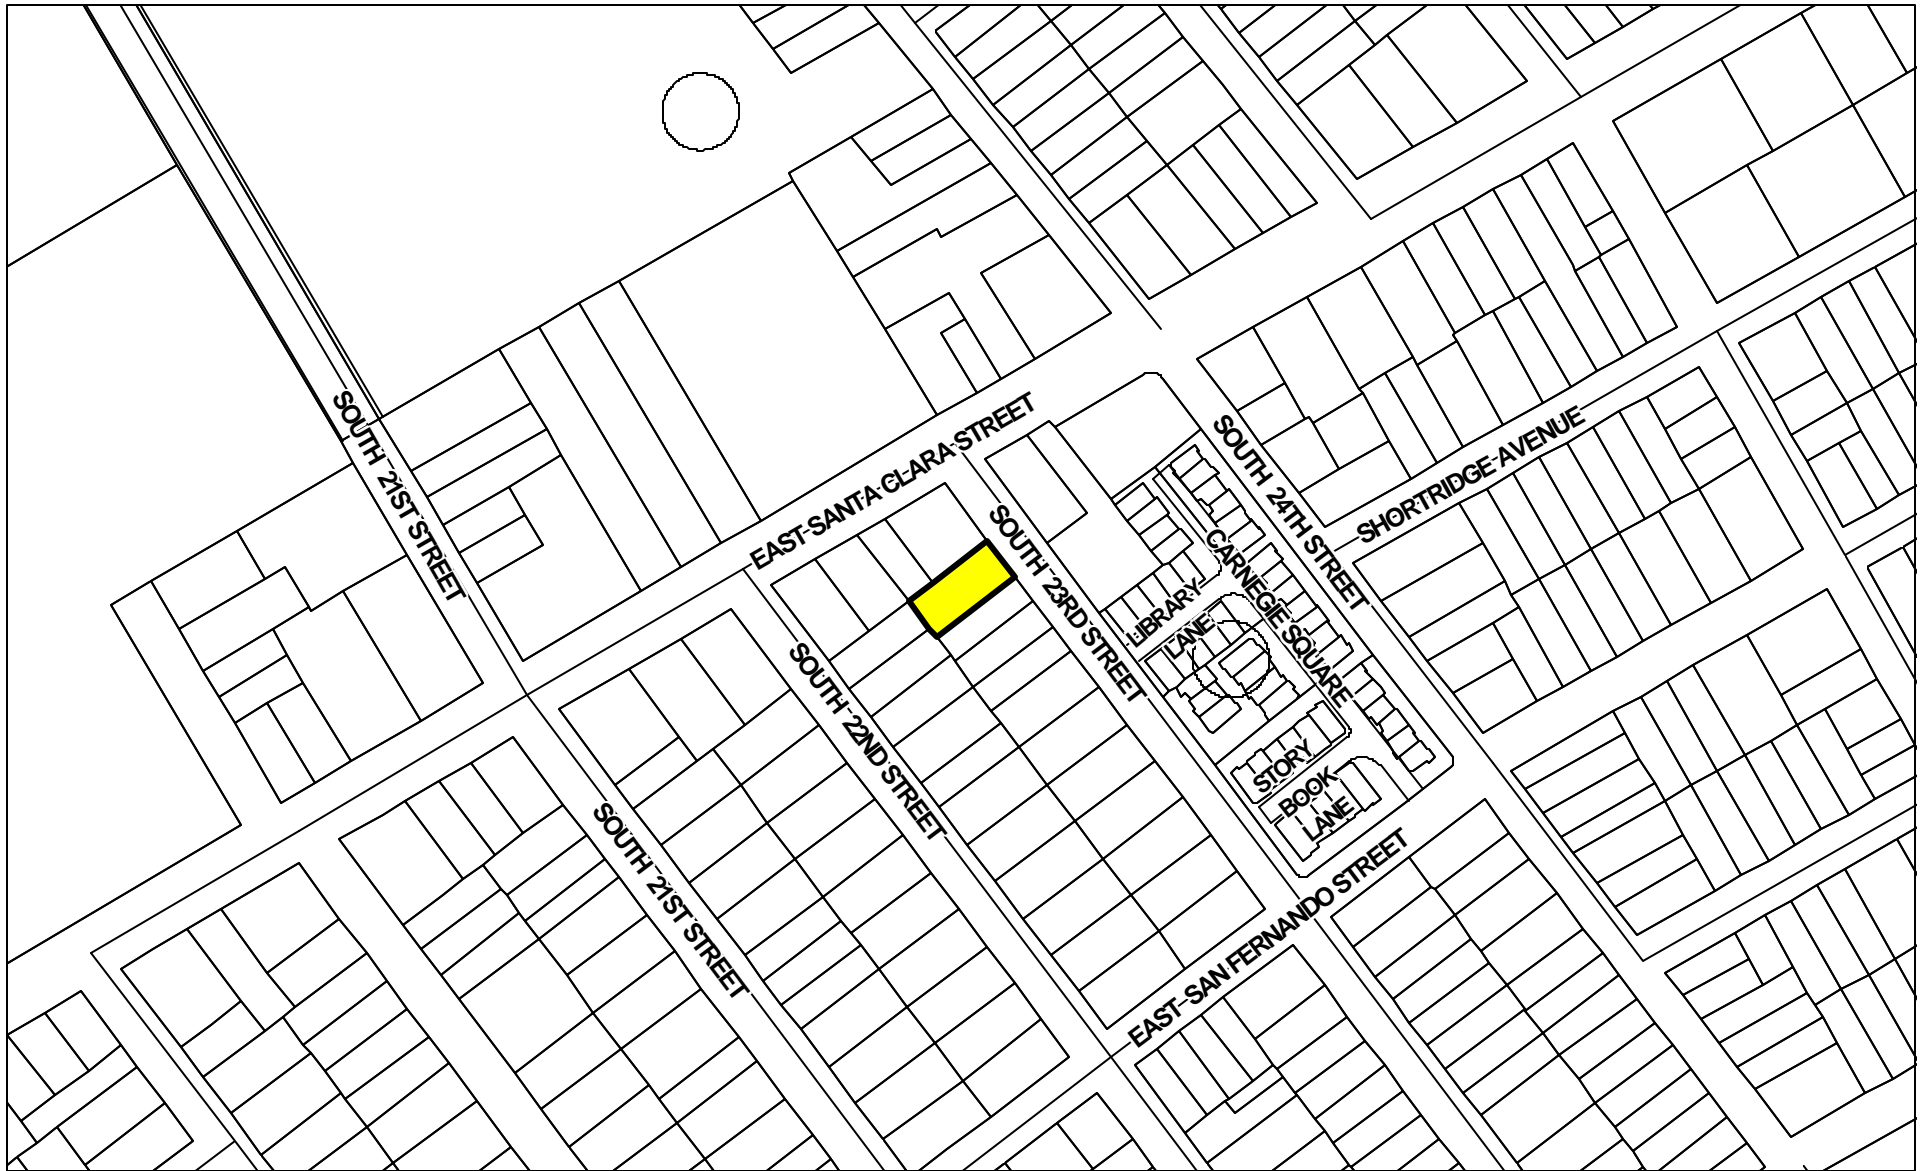 SOUTH 21ST STREET
EAST SANTA CLARA STREET
SOUTH 24TH STREET
SHORTRIDGE AVENUE
SOUTH 23RD STREET
CARNEGIE SQUARE
LIBRARY
LANE
SOUTH 22ND STREET
STORY
BOOK
LANE
SOUTH 21ST STREET
EAST SAN FERNANDO STREET